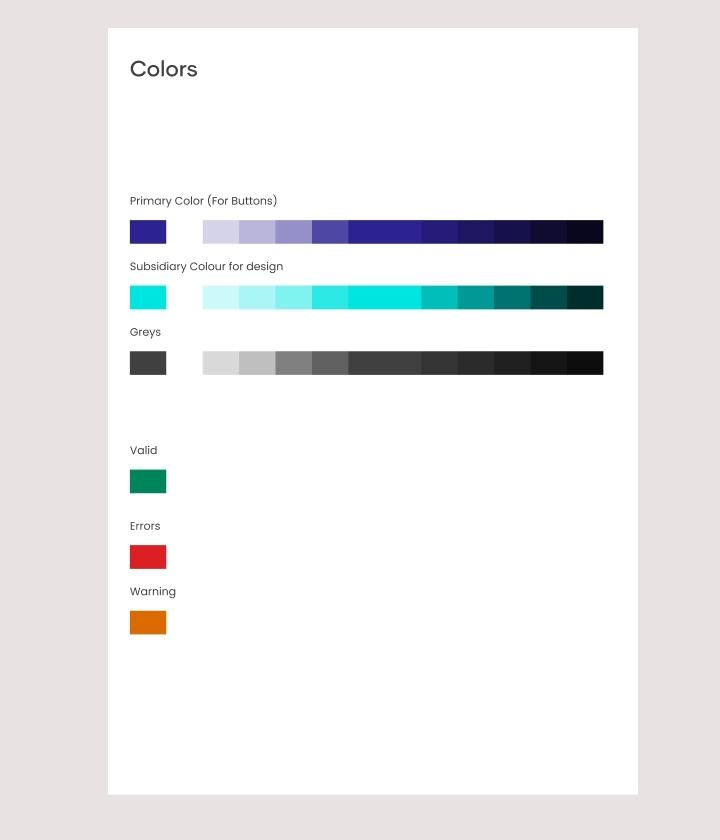 Colors
Primary Color (For Buttons)
Subsidiary Colour for design
Greys
Valid
Errors
Warning